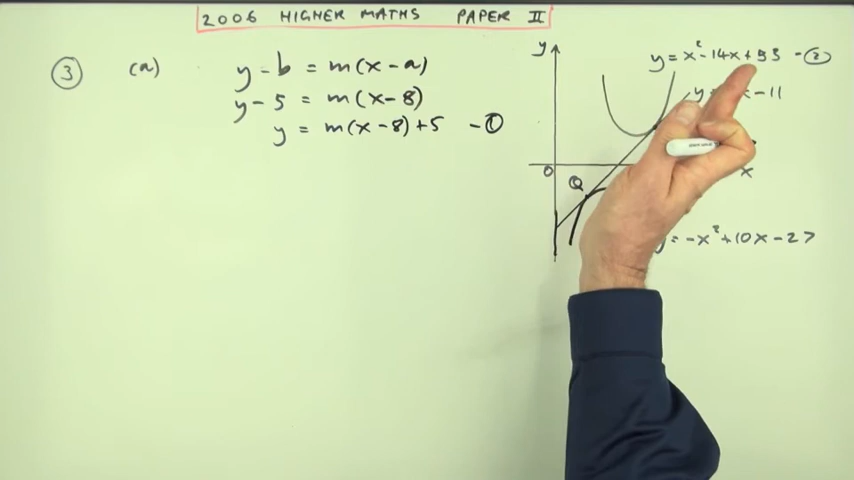 2006 HIGHER MATHS PAPER II
③ (a) y - b = m(x - a)
y - 5 = m(x - 8)
y = m(x - 8) + 5 - ①
y
y = x² - 14x + 53 - ②
y = x - 11
O
Q
x
y = -x² + 10x - 27